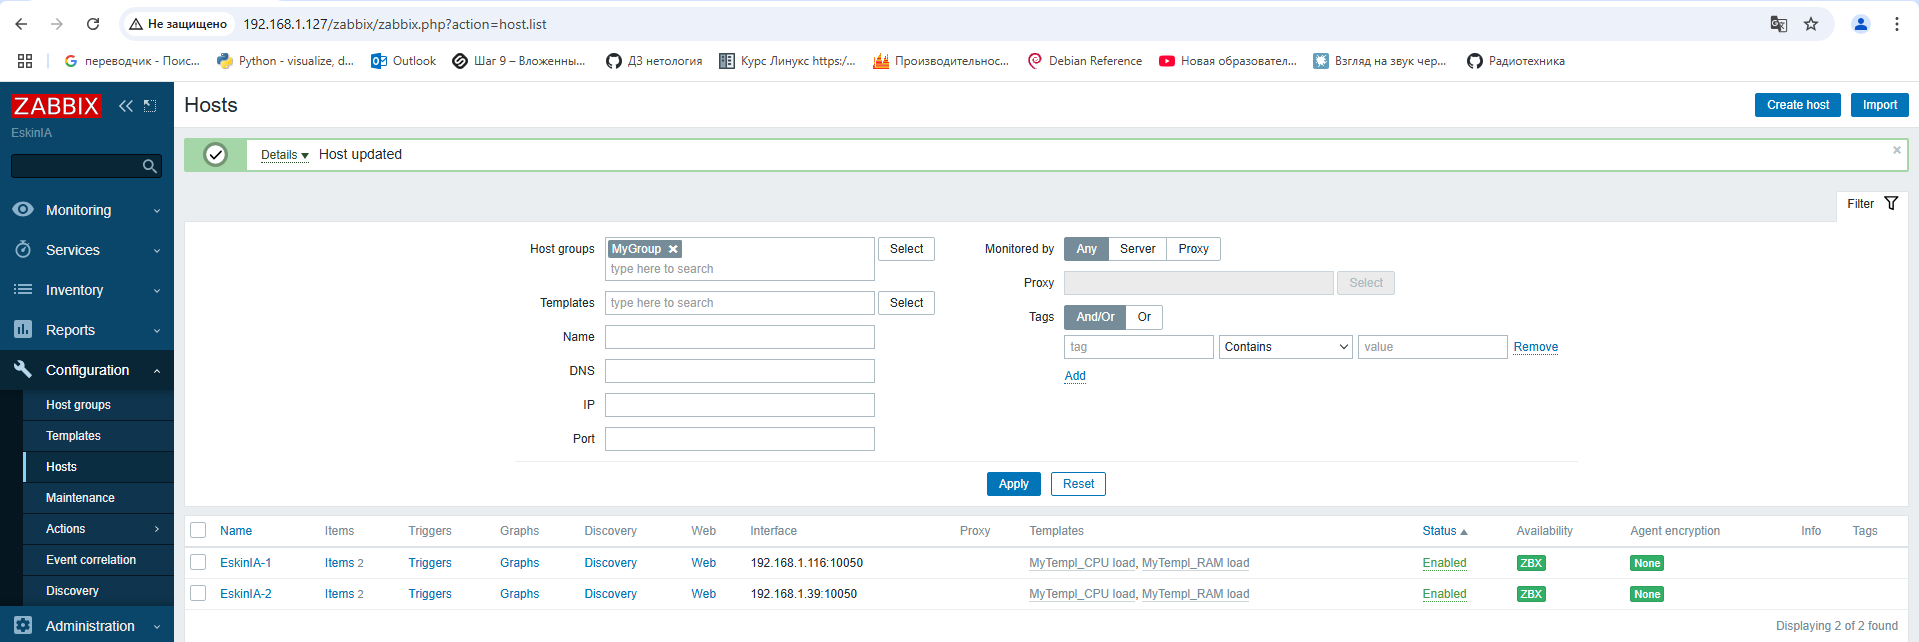 Не защищено 192.168.1.127/zabbix/zabbix.php?action=host.list
переводчик - Поис... Python - visualize, d... Outlook Шаг 9 – Вложенны... ДЗ нетология Курс Линукс https:/... Производительнос... Debian Reference Новая образовател... Взгляд на звук чер... Радиотехника
ZABBIX
EskinIA
Monitoring
Services
Inventory
Reports
Configuration
Host groups
Templates
Hosts
Maintenance
Actions
Event correlation
Discovery
Administration
Hosts Create host Import
Details Host updated
Filter
Host groups MyGroup Select
type here to search
Templates type here to search Select
Name
DNS
IP
Port
Monitored by Any Server Proxy
Proxy Select
Tags And/Or Or
tag Contains value Remove
Add
Apply Reset
Name Items Triggers Graphs Discovery Web Interface Proxy Templates Status Availability Agent encryption Info Tags
EskinIA-1 Items 2 Triggers Graphs Discovery Web 192.168.1.116:10050 MyTempl_CPU load, MyTempl_RAM load Enabled ZBX None
EskinIA-2 Items 2 Triggers Graphs Discovery Web 192.168.1.39:10050 MyTempl_CPU load, MyTempl_RAM load Enabled ZBX None
Displaying 2 of 2 found